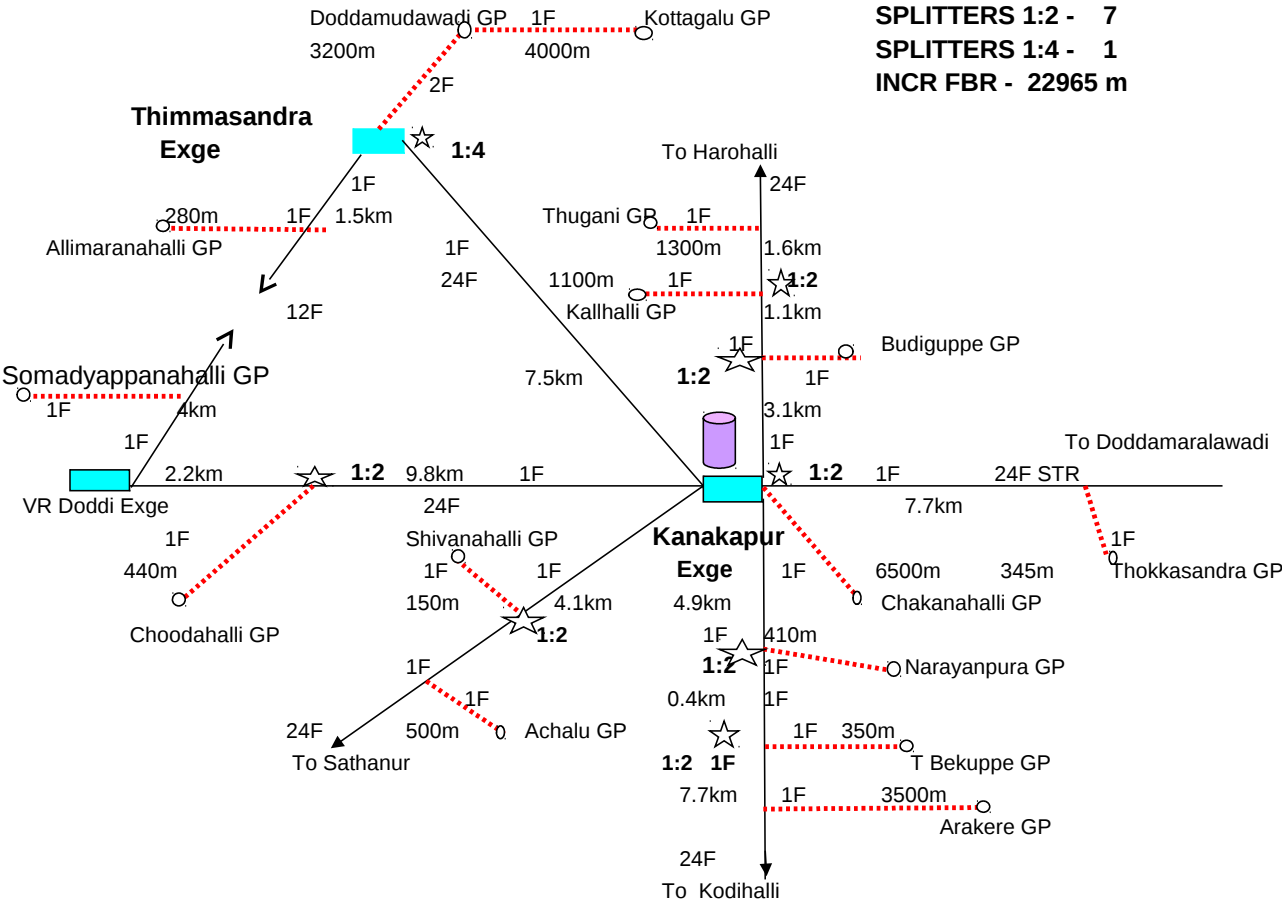 Doddamudawadi GP 1F Kottagalu GP
3200m 4000m
2F
SPLITTERS 1:2 - 7
SPLITTERS 1:4 - 1
INCR FBR - 22965 m
Thimmasandra
Exge
1:4
To Harohalli
1F
24F
280m 1F 1.5km
Allimaranahalli GP
Thugani GP 1F
1300m 1.6km
1F
24F
1100m 1F 1:2
Kallhalli GP 1.1km
12F
1F Budiguppe GP
Somadyappanahalli GP
7.5km 1:2 1F
1F 4km
3.1km
1F
1F To Doddamaralawadi
2.2km 1:2 9.8km 1F
1:2 1F 24F STR
VR Doddi Exge 24F 7.7km
1F Shivanahalli GP Kanakapur 1F
440m 1F 1F Exge 1F 6500m 345m Thokkasandra GP
150m 4.1km 4.9km Chakanahalli GP
Choodahalli GP 1:2 1F 410m
1F 1:2 1F Narayanpura GP
1F 0.4km 1F
24F 500m Achalu GP 1F 350m
To Sathanur 1:2 1F T Bekuppe GP
7.7km 1F 3500m
Arakere GP
24F
To Kodihalli